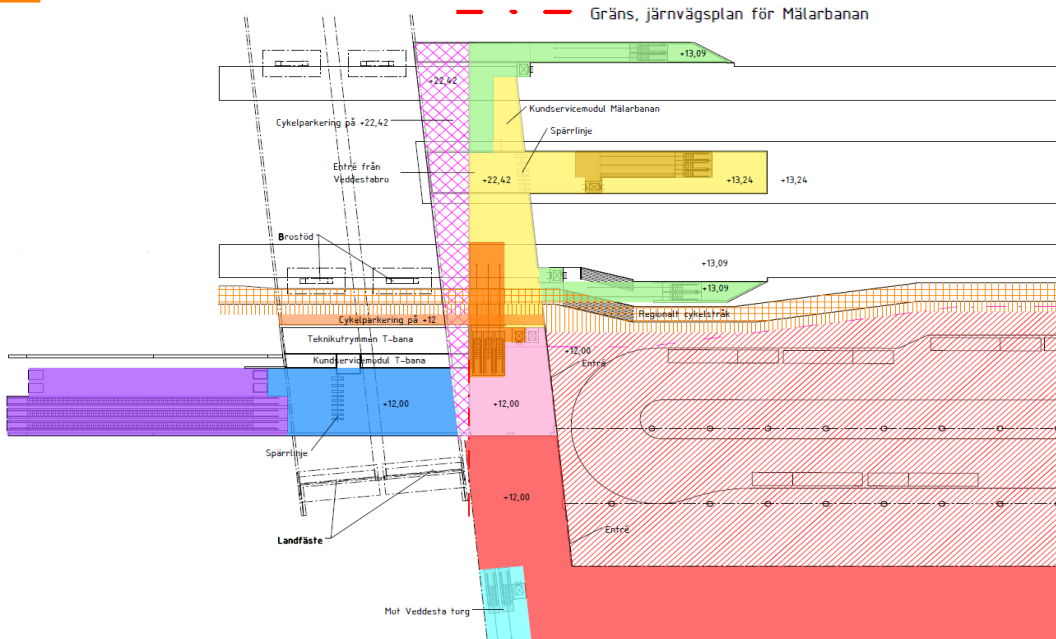 Gräns, järnvägsplan för Mälarbanan
+13,09
+22,42
Kundservicemodul Mälarbanan
Cykelparkering på +22,42
Spärrlinje
Entré från
Veddestabro
+22,42
+13,24
+13,24
Brostöd
+13,09
+13,09
Regionalt cykelstråk
Cykelparkering på +12
Teknikutrymmen T-bana
+12,00
Kundservicemodul T-bana
Entré
+12,00
+12,00
Spärrlinje
+12,00
Entré
Landfäste
Mot Veddesta torg